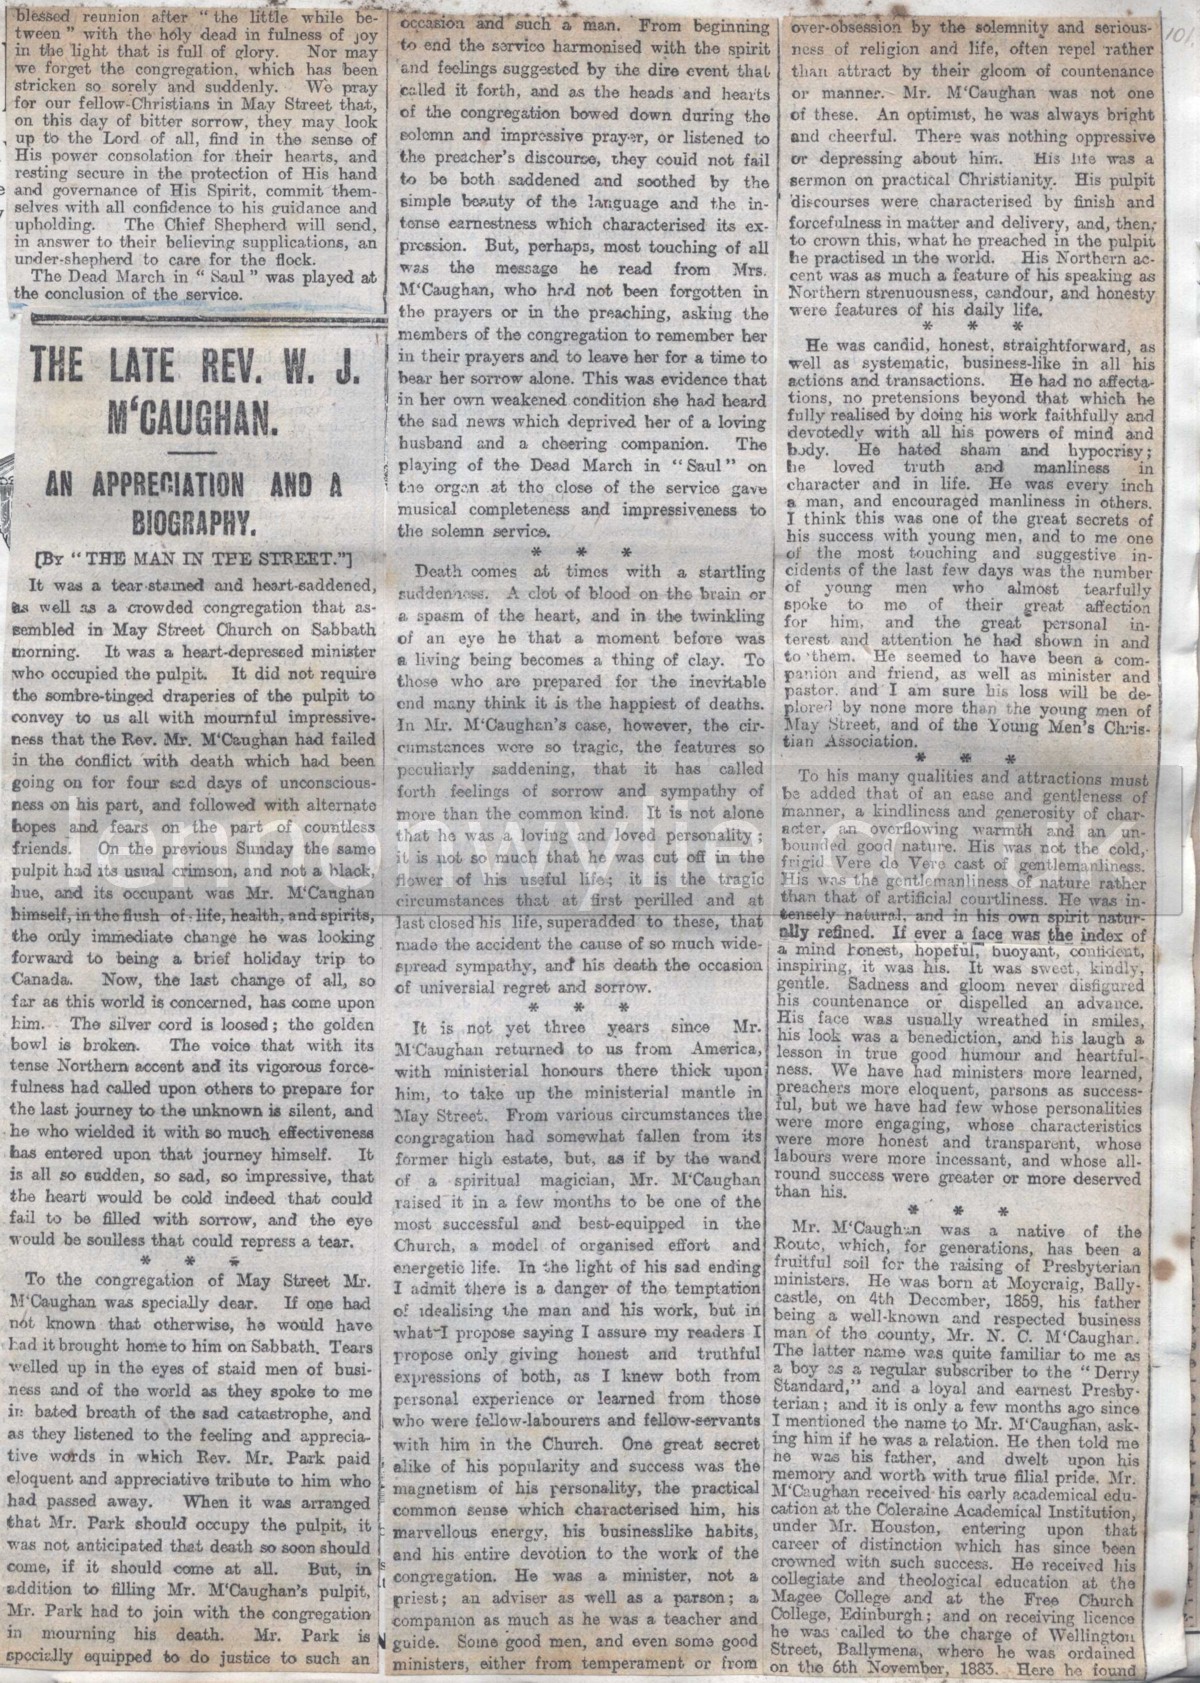 blessed reunion after "the little while be-
tween" with the holy dead in fulness of joy
in the light that is full of glory. Nor may
we forget the congregation, which has been
stricken so sorely and suddenly. We pray
for our fellow-Christians in May Street that,
on this day of bitter sorrow, they may look
up to the Lord of all, find in the sense of
His power consolation for their hearts, and
resting secure in the protection of His hand
and governance of His Spirit, commit them-
selves with all confidence to his guidance and
upholding. The Chief Shepherd will send,
in answer to their believing supplications, an
under-shepherd to care for the flock.
The Dead March in "Saul" was played at
the conclusion of the service.
THE LATE REV. W. J.
M'CAUGHAN.
AN APPRECIATION AND A
BIOGRAPHY.
[By "THE MAN IN THE STREET."]
It was a tear-stained and heart-saddened,
as well as a crowded congregation that as-
sembled in May Street Church on Sabbath
morning. It was a heart-depressed minister
who occupied the pulpit. It did not require
the sombre-tinged draperies of the pulpit to
convey to us all with mournful impressive-
ness that the Rev. Mr. M'Caughan had failed
in the conflict with death which had been
going on for four sad days of unconscious-
ness on his part, and followed with alternate
hopes and fears on the part of countless
friends. On the previous Sunday the same
pulpit had its usual crimson, and not a black,
hue, and its occupant was Mr. M'Caughan
himself, in the flush of life, health, and spirits,
the only immediate change he was looking
forward to being a brief holiday trip to
Canada. Now, the last change of all, so
far as this world is concerned, has come upon
him. The silver cord is loosed; the golden
bowl is broken. The voice that with its
tense Northern accent and its vigorous force-
fulness had called upon others to prepare for
the last journey to the unknown is silent, and
he who wielded it with so much effectiveness
has entered upon that journey himself. It
is all so sudden, so sad, so impressive, that
the heart would be cold indeed that could
fail to be filled with sorrow, and the eye
would be soulless that could repress a tear.
* * *
To the congregation of May Street Mr.
M'Caughan was specially dear. If one had
not known that otherwise, he would have
had it brought home to him on Sabbath. Tears
welled up in the eyes of staid men of busi-
ness and of the world as they spoke to me
in bated breath of the sad catastrophe, and
as they listened to the feeling and apprecia-
tive words in which Rev. Mr. Park paid
eloquent and appreciative tribute to him who
had passed away. When it was arranged
that Mr. Park should occupy the pulpit, it
was not anticipated that death so soon should
come, if it should come at all. But, in
addition to filling Mr. M'Caughan's pulpit,
Mr. Park had to join with the congregation
in mourning his death. Mr. Park is
specially equipped to do justice to such an
occasion and such a man. From beginning
to end the service harmonised with the spirit
and feelings suggested by the dire event that
called it forth, and as the heads and hearts
of the congregation bowed down during the
solemn and impressive prayer, or listened to
the preacher's discourse, they could not fail
to be both saddened and soothed by the
simple beauty of the language and the in-
tense earnestness which characterised its ex-
pression. But, perhaps, most touching of all
was the message he read from Mrs.
M'Caughan, who had not been forgotten in
the prayers or in the preaching, asking the
members of the congregation to remember her
in their prayers and to leave her for a time to
bear her sorrow alone. This was evidence that
in her own weakened condition she had heard
the sad news which deprived her of a loving
husband and a cheering companion. The
playing of the Dead March in "Saul" on
the organ at the close of the service gave
musical completeness and impressiveness to
the solemn service.
* * *
Death comes at times with a startling
suddenness. A clot of blood on the brain or
a spasm of the heart, and in the twinkling
of an eye he that a moment before was
a living being becomes a thing of clay. To
those who are prepared for the inevitable
end many think it is the happiest of deaths.
In Mr. M'Caughan's case, however, the cir-
cumstances were so tragic, the features so
peculiarly saddening, that it has called
forth feelings of sorrow and sympathy of
more than the common kind. It is not alone
that he was a loving and loved personality;
it is not so much that he was cut off in the
flower of his useful life; it is the tragic
circumstances that at first perilled and at
last closed his life, superadded to these, that
made the accident the cause of so much wide-
spread sympathy, and his death the occasion
of universial regret and sorrow.
* * *
It is not yet three years since Mr.
M'Caughan returned to us from America,
with ministerial honours there thick upon
him, to take up the ministerial mantle in
May Street. From various circumstances the
congregation had somewhat fallen from its
former high estate, but, as if by the wand
of a spiritual magician, Mr. M'Caughan
raised it in a few months to be one of the
most successful and best-equipped in the
Church, a model of organised effort and
energetic life. In the light of his sad ending
I admit there is a danger of the temptation
of idealising the man and his work, but in
what I propose saying I assure my readers I
propose only giving honest and truthful
expressions of both, as I knew both from
personal experience or learned from those
who were fellow-labourers and fellow-servants
with him in the Church. One great secret
alike of his popularity and success was the
magnetism of his personality, the practical
common sense which characterised him, his
marvellous energy, his businesslike habits,
and his entire devotion to the work of the
congregation. He was a minister, not a
priest; an adviser as well as a parson; a
companion as much as he was a teacher and
guide. Some good men, and even some good
ministers, either from temperament or from
over-obsession by the solemnity and serious-
ness of religion and life, often repel rather
than attract by their gloom of countenance
or manner. Mr. M'Caughan was not one
of these. An optimist, he was always bright
and cheerful. There was nothing oppressive
or depressing about him. His life was a
sermon on practical Christianity. His pulpit
discourses were characterised by finish and
forcefulness in matter and delivery, and, then,
to crown this, what he preached in the pulpit
he practised in the world. His Northern ac-
cent was as much a feature of his speaking as
Northern strenuousness, candour, and honesty
were features of his daily life.
* * *
He was candid, honest, straightforward, as
well as systematic, business-like in all his
actions and transactions. He had no affecta-
tions, no pretensions beyond that which he
fully realised by doing his work faithfully and
devotedly with all his powers of mind and
body. He hated sham and hypocrisy;
he loved truth and manliness in
character and in life. He was every inch
a man, and encouraged manliness in others.
I think this was one of the great secrets of
his success with young men, and to me one
of the most touching and suggestive in-
cidents of the last few days was the number
of young men who almost tearfully
spoke to me of their great affection
for him, and the great personal in-
terest and attention he had shown in and
to them. He seemed to have been a com-
panion and friend, as well as minister and
pastor, and I am sure his loss will be de-
plored by none more than the young men of
May Street, and of the Young Men's Chris-
tian Association.
* * *
To his many qualities and attractions must
be added that of an ease and gentleness of
manner, a kindliness and generosity of char-
acter, an overflowing warmth and an un-
bounded good nature. His was not the cold,
frigid Vere de Vere cast of gentlemanliness.
His was the gentlemanliness of nature rather
than that of artificial courtliness. He was in-
tensely natural, and in his own spirit natur-
ally refined. If ever a face was the index of
a mind honest, hopeful, buoyant, confident,
inspiring, it was his. It was sweet, kindly,
gentle. Sadness and gloom never disfigured
his countenance or dispelled an advance.
His face was usually wreathed in smiles,
his look was a benediction, and his laugh a
lesson in true good humour and heartful-
ness. We have had ministers more learned,
preachers more eloquent, parsons as success-
ful, but we have had few whose personalities
were more engaging, whose characteristics
were more honest and transparent, whose
labours were more incessant, and whose all-
round success were greater or more deserved
than his.
* * *
Mr. M'Caughan was a native of the
Route, which, for generations, has been a
fruitful soil for the raising of Presbyterian
ministers. He was born at Moycraig, Bally-
castle, on 4th December, 1859, his father
being a well-known and respected business
man of the county, Mr. N. C. M'Caughan.
The latter name was quite familiar to me as
a boy as a regular subscriber to the "Derry
Standard," and a loyal and earnest Presby-
terian; and it is only a few months ago since
I mentioned the name to Mr. M'Caughan, ask-
ing him if he was a relation. He then told me
he was his father, and dwelt upon his
memory and worth with true filial pride. Mr.
M'Caughan received his early academical edu-
cation at the Coleraine Academical Institution,
under Mr. Houston, entering upon that
career of distinction which has since been
crowned with such success. He received his
collegiate and theological education at the
Magee College and at the Free Church
College, Edinburgh; and on receiving licence
he was called to the charge of Wellington
Street, Ballymena, where he was ordained
on the 6th November, 1883. Here he found
101
lennonwylie.co.uk